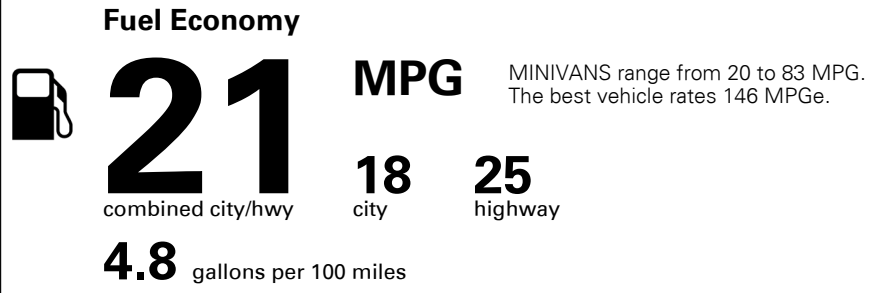 Fuel Economy
21 MPG
MINIVANS range from 20 to 83 MPG.
The best vehicle rates 146 MPGe.
combined city/hwy
18 city
25 highway
4.8 gallons per 100 miles